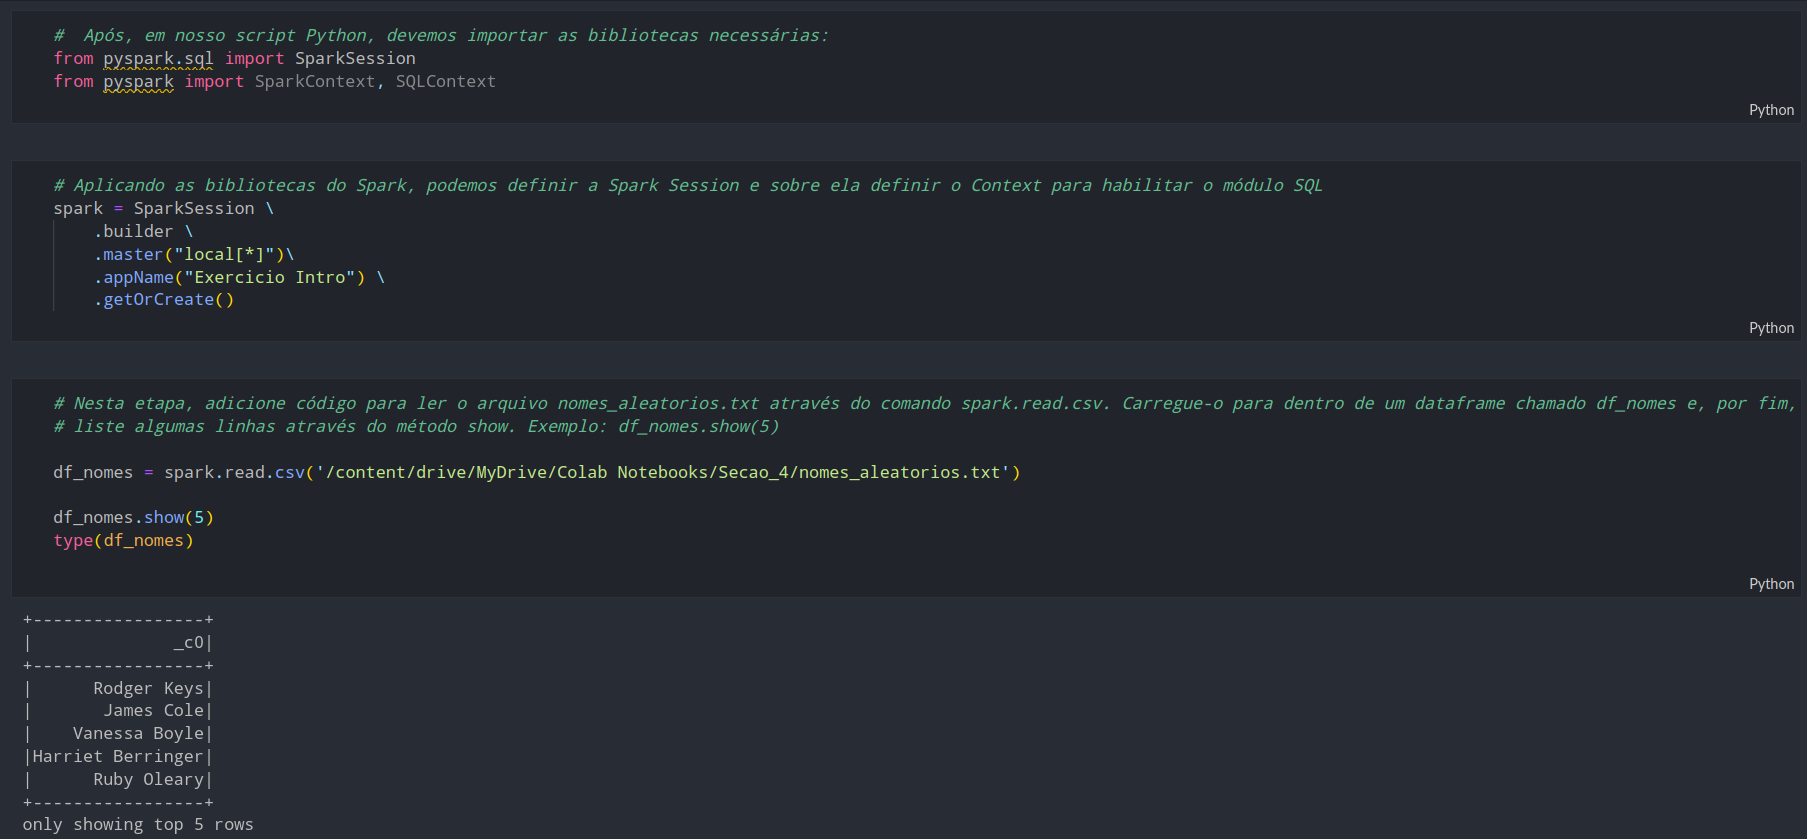 #  Após, em nosso script Python, devemos importar as bibliotecas necessárias:
from pyspark.sql import SparkSession
from pyspark import SparkContext, SQLContext
Python
# Aplicando as bibliotecas do Spark, podemos definir a Spark Session e sobre ela definir o Context para habilitar o módulo SQL
spark = SparkSession \
    .builder \
    .master("local[*]")\
    .appName("Exercicio Intro") \
    .getOrCreate()
Python
# Nesta etapa, adicione código para ler o arquivo nomes_aleatorios.txt através do comando spark.read.csv. Carregue-o para dentro de um dataframe chamado df_nomes e, por fim,
# liste algumas linhas através do método show. Exemplo: df_nomes.show(5)
df_nomes = spark.read.csv('/content/drive/MyDrive/Colab Notebooks/Secao_4/nomes_aleatorios.txt')
df_nomes.show(5)
type(df_nomes)
Python
+-----------------+
|              _c0|
+-----------------+
|      Rodger Keys|
|       James Cole|
|    Vanessa Boyle|
|Harriet Berringer|
|      Ruby Oleary|
+-----------------+
only showing top 5 rows